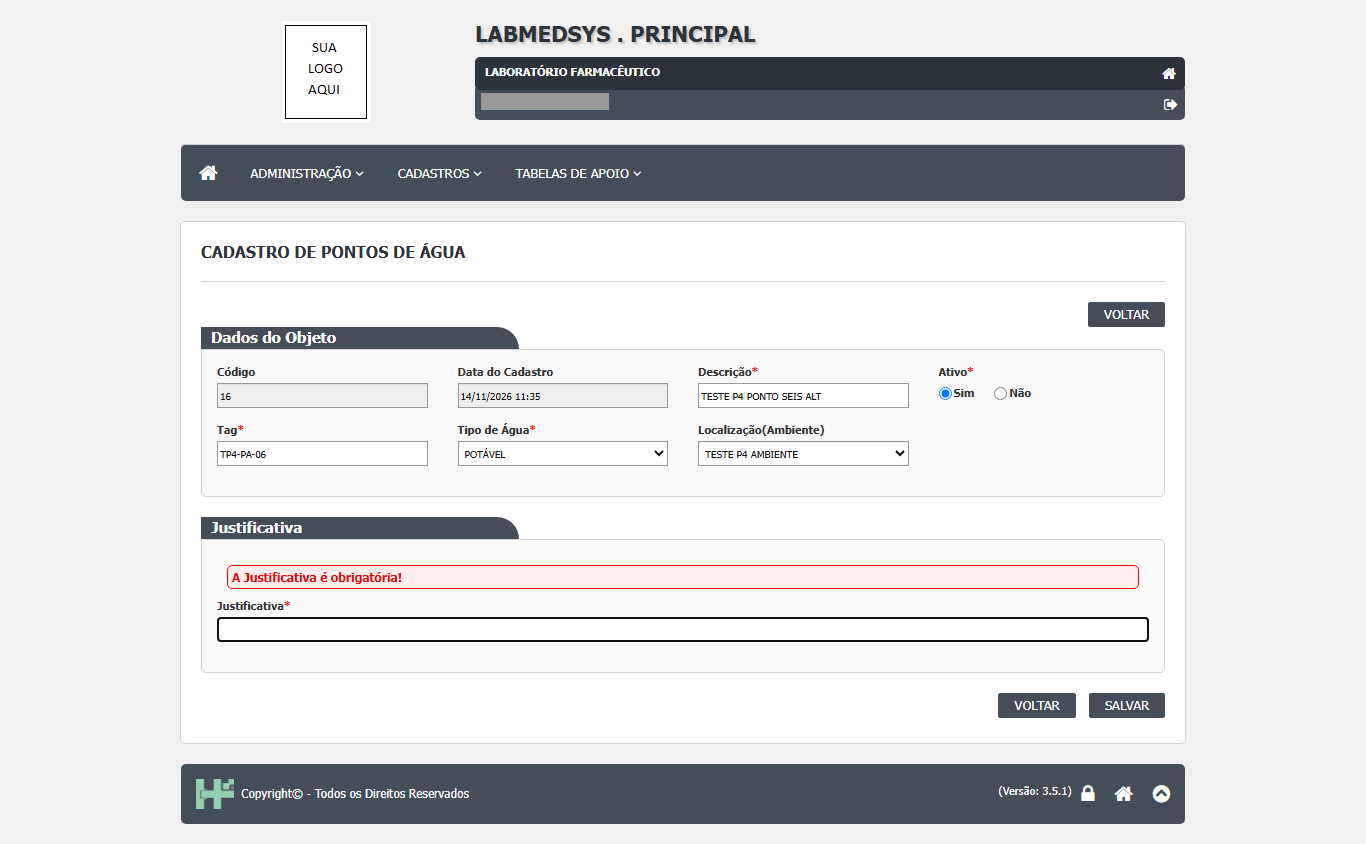 SUA
LOGO
AQUI
LABMEDSYS . PRINCIPAL
LABORATÓRIO FARMACÊUTICO
ADMINISTRAÇÃO CADASTROS TABELAS DE APOIO
CADASTRO DE PONTOS DE ÁGUA
VOLTAR
Dados do Objeto
Código Data do Cadastro Descrição* Ativo*
16 14/11/2026 11:35 TESTE P4 PONTO SEIS ALT Sim Não
Tag* Tipo de Água* Localização(Ambiente)
TP4-PA-06 POTÁVEL TESTE P4 AMBIENTE
Justificativa
A Justificativa é obrigatória!
Justificativa*
VOLTAR SALVAR
Copyright© - Todos os Direitos Reservados (Versão: 3.5.1)